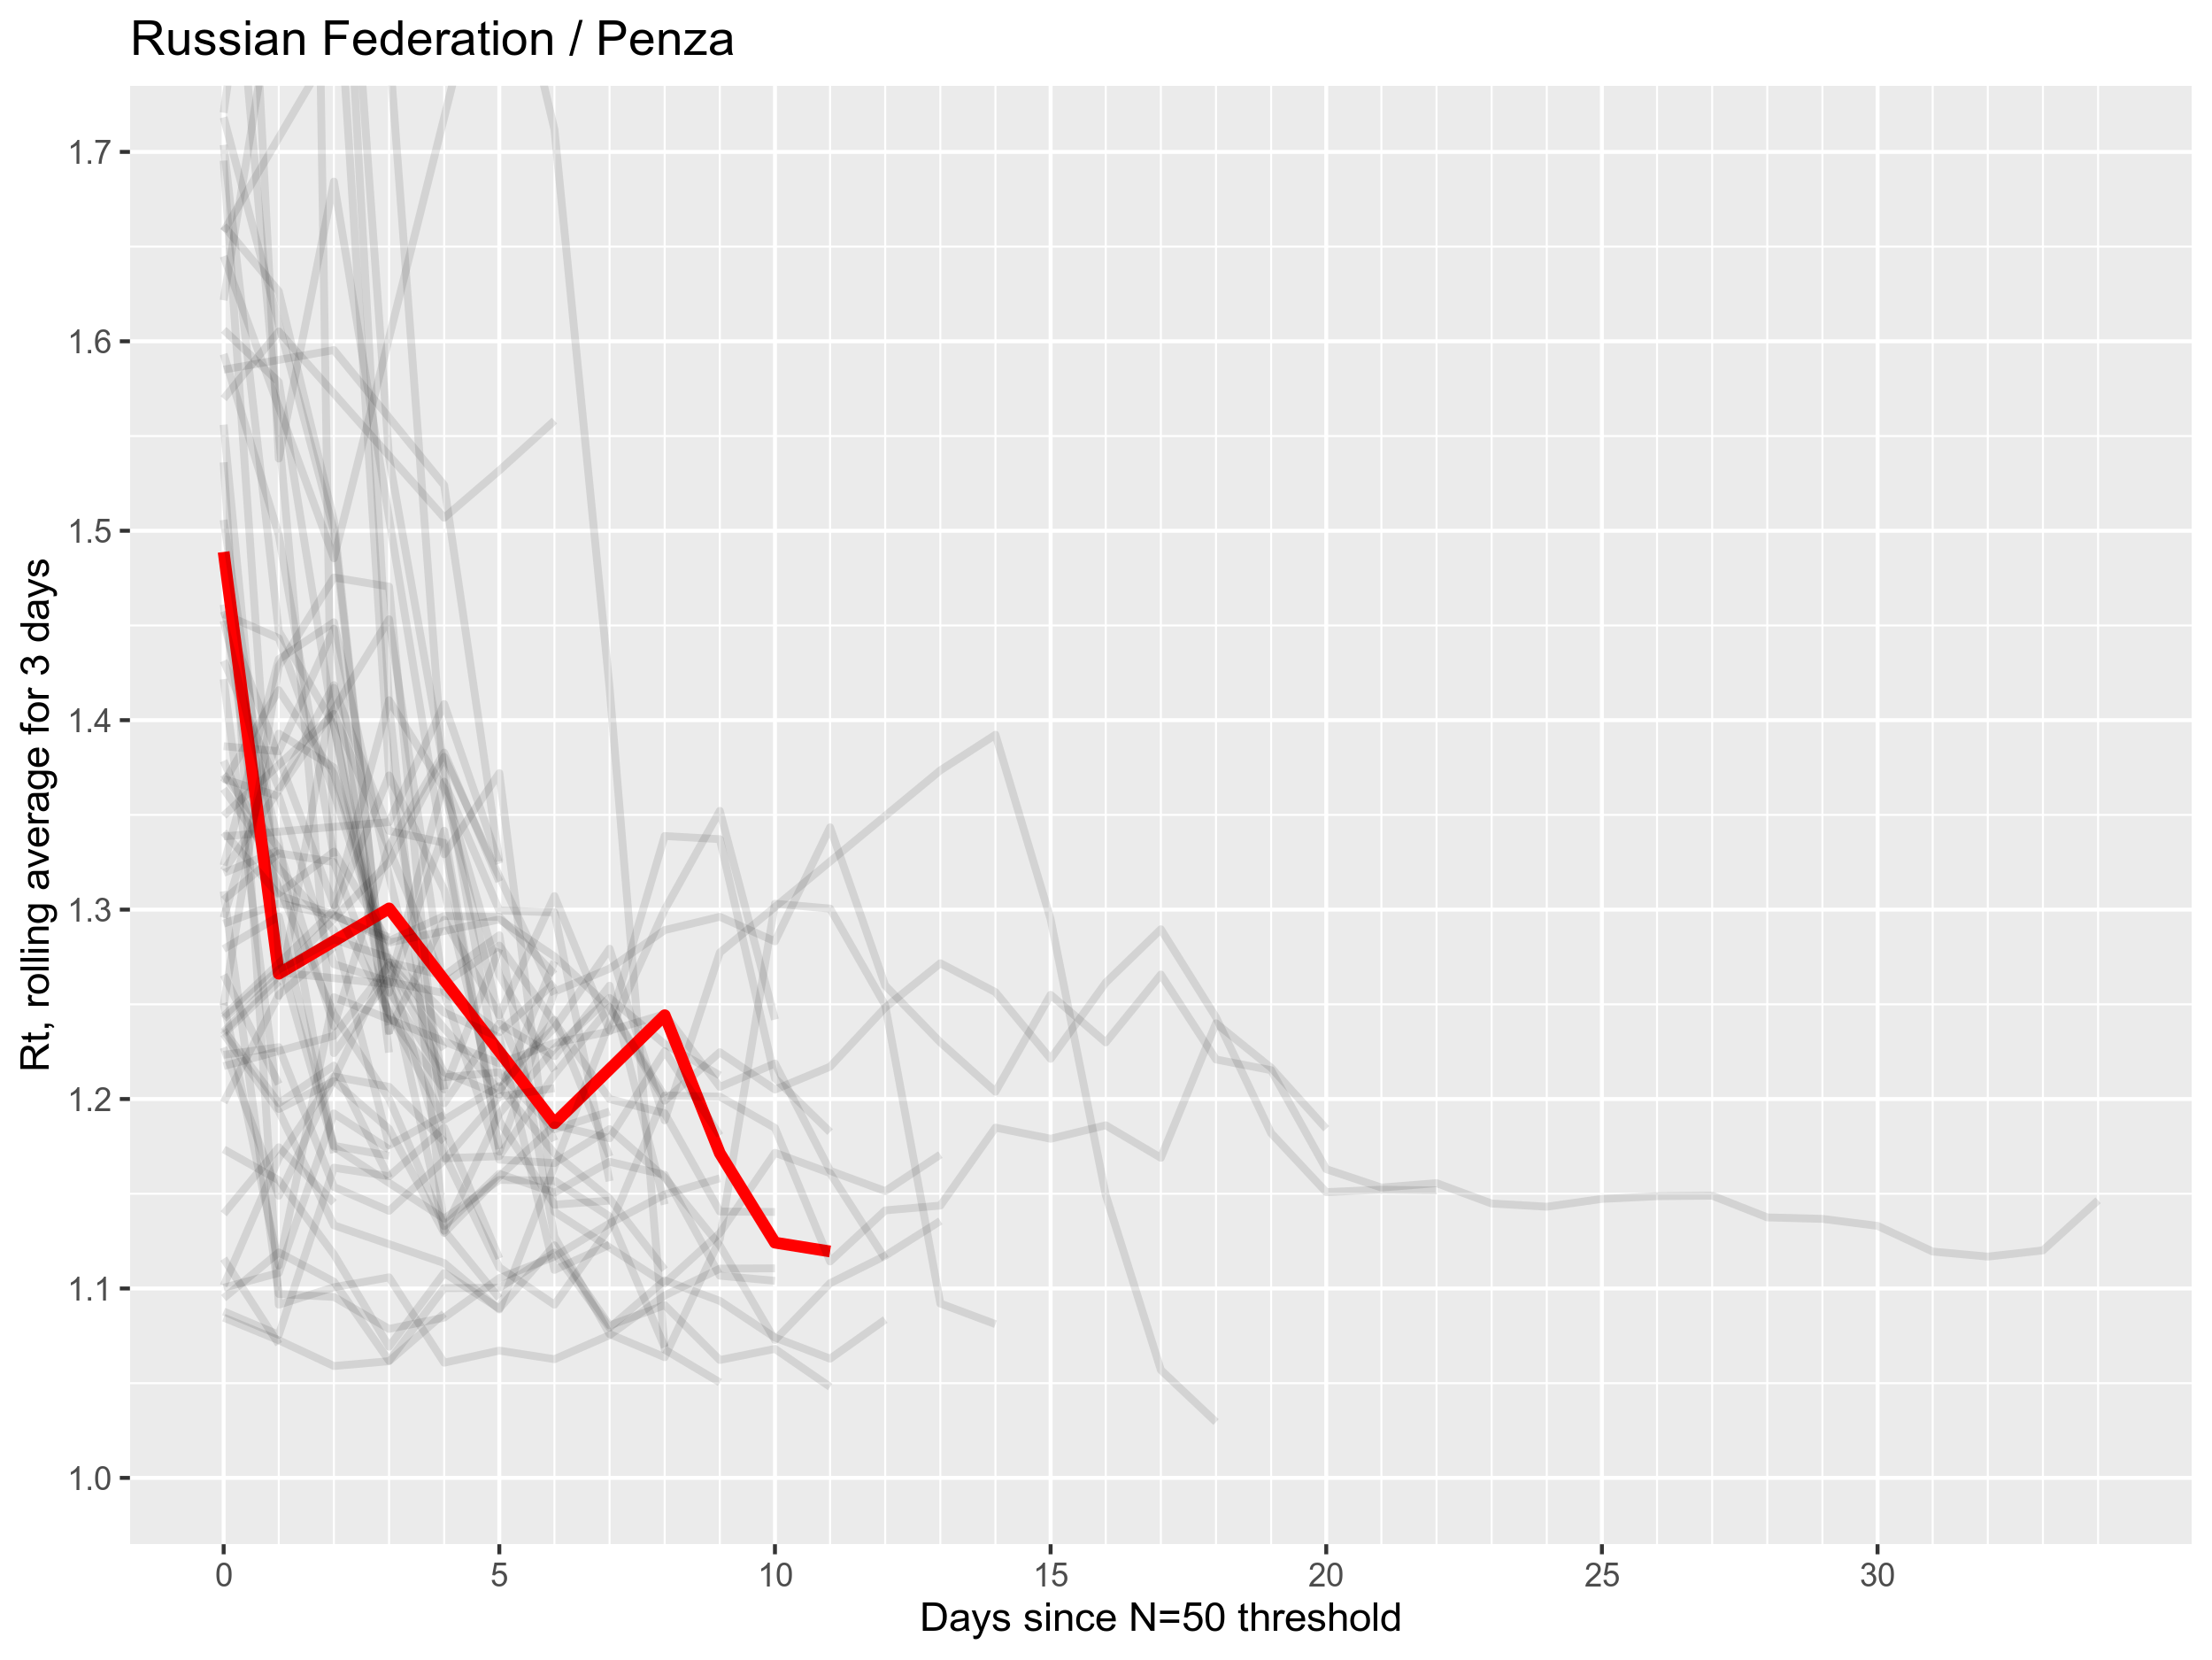 Russian Federation / Penza
Rt, rolling average for 3 days
1.7
1.6
1.5
1.4
1.3
1.2
1.1
1.0
0 5 10 15 20 25 30
Days since N=50 threshold